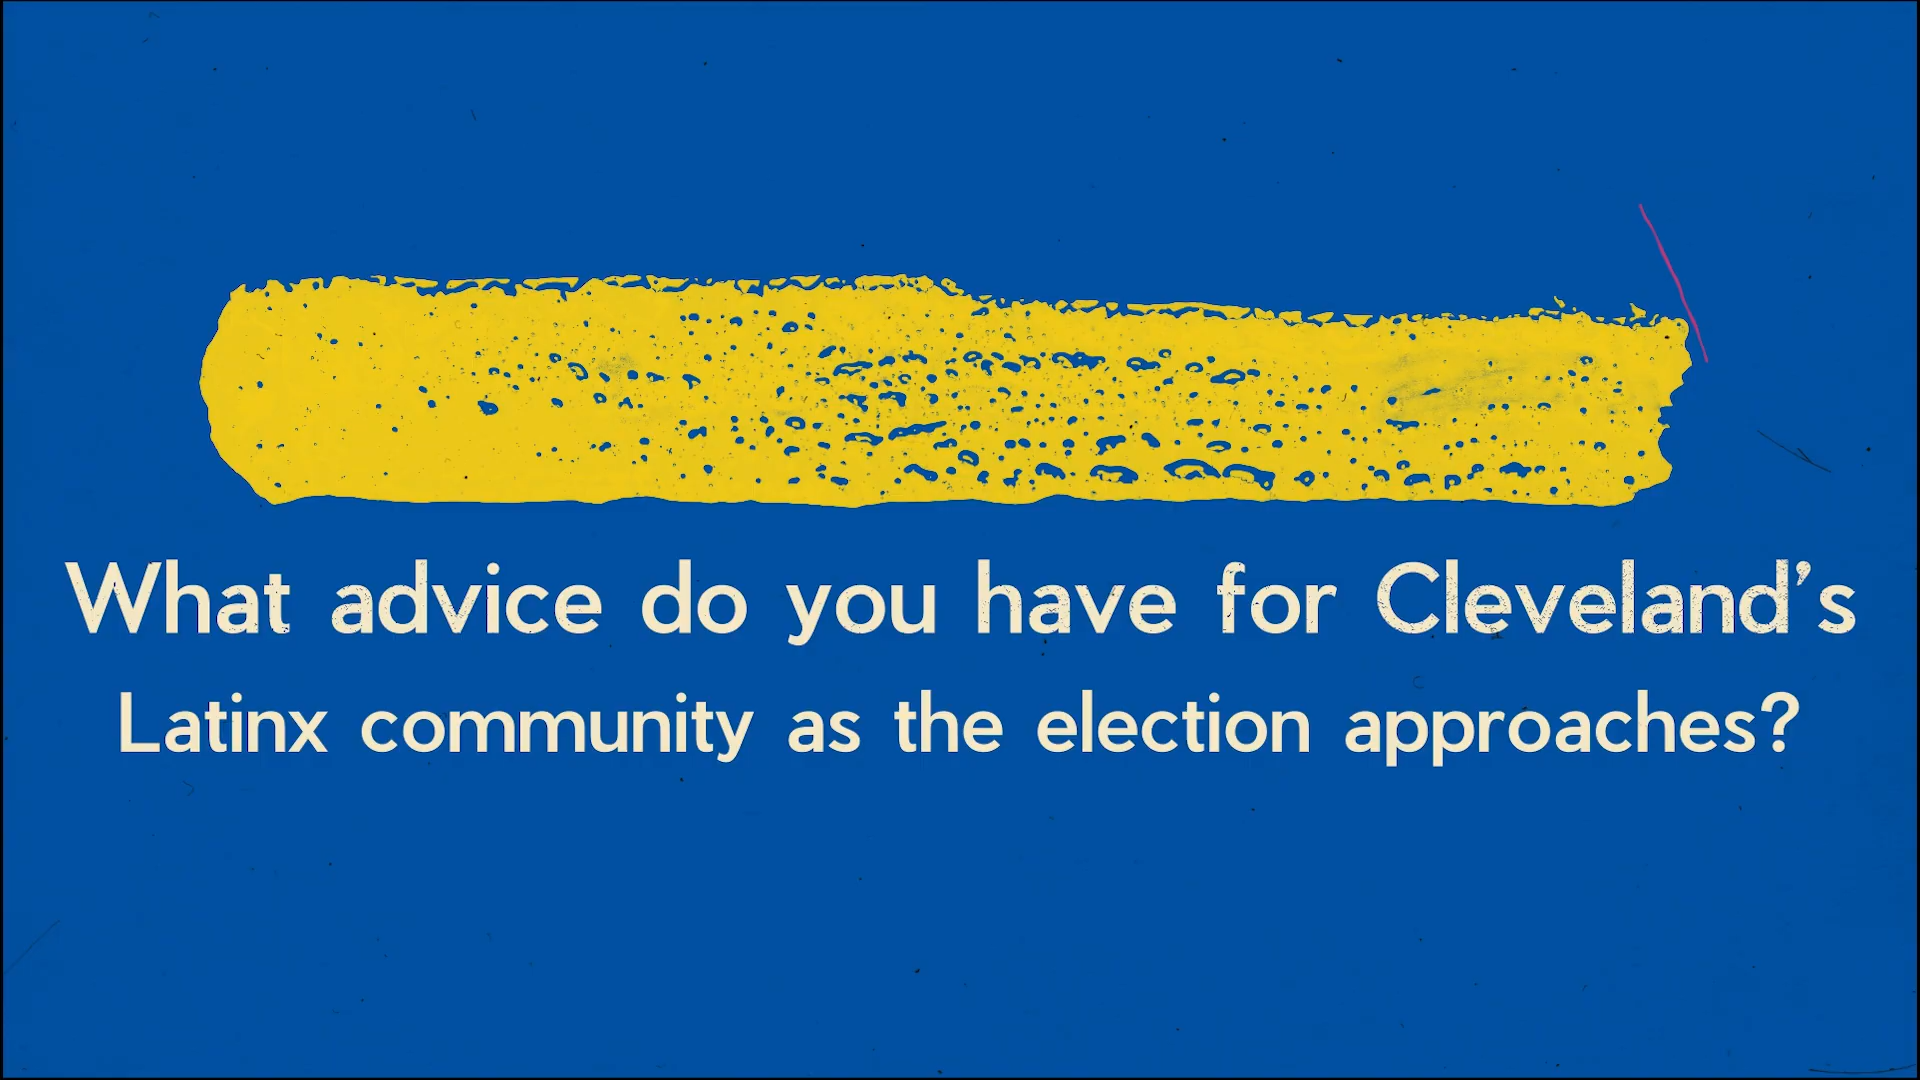 What advice do you have for Cleveland’s
Latinx community as the election approaches?